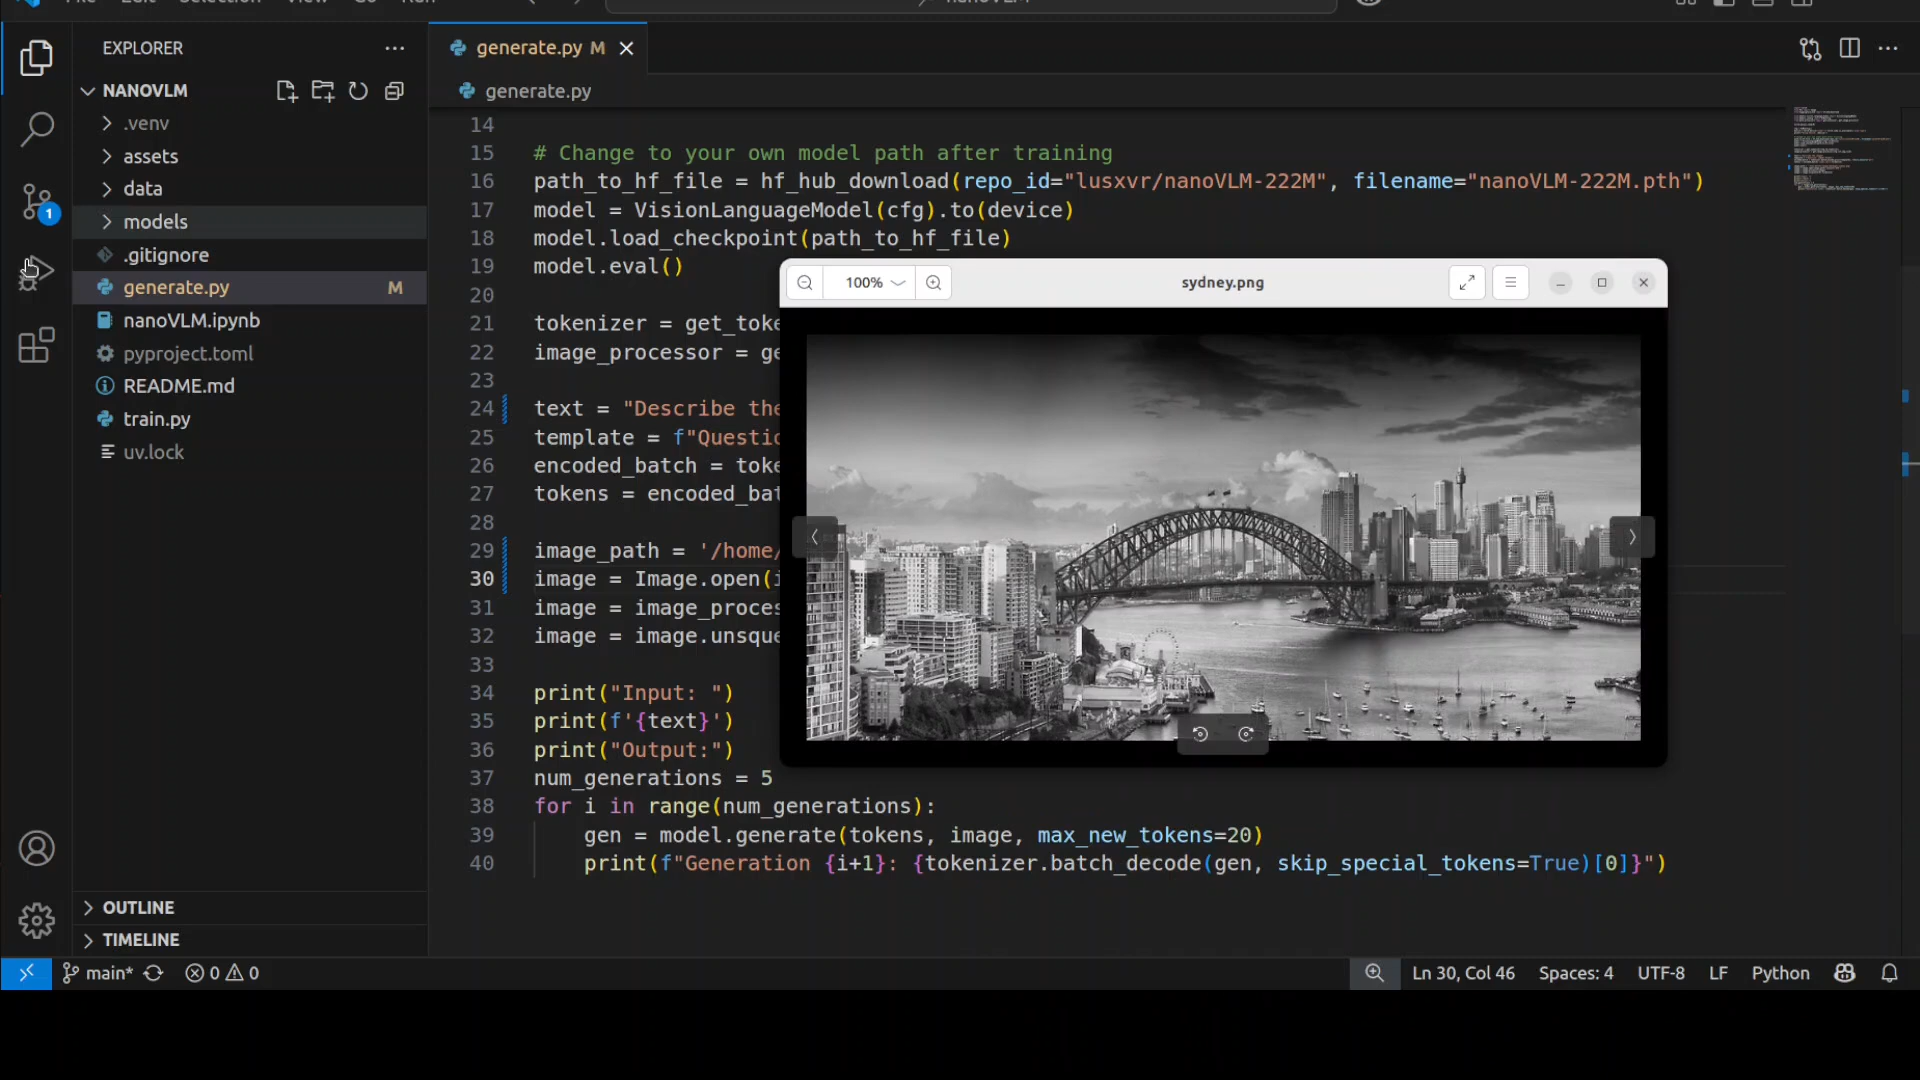 EXPLORER
generate.py M
NANOVLM
generate.py
.venv
assets
data
models
.gitignore
generate.py M
nanoVLM.ipynb
pyproject.toml
README.md
train.py
uv.lock
OUTLINE
TIMELINE
1
14
15 # Change to your own model path after training
16 path_to_hf_file = hf_hub_download(repo_id="lusxvr/nanoVLM-222M", filename="nanoVLM-222M.pth")
17 model = VisionLanguageModel(cfg).to(device)
18 model.load_checkpoint(path_to_hf_file)
19 model.eval()
20
21 tokenizer = get_toke
22 image_processor = ge
23
24 text = "Describe the
25 template = f"Questio
26 encoded_batch = toke
27 tokens = encoded_bat
28
29 image_path = '/home/
30 image = Image.open(i
31 image = image_proces
32 image = image.unsque
33
34 print("Input: ")
35 print(f'{text}')
36 print("Output:")
37 num_generations = 5
38 for i in range(num_generations):
39 gen = model.generate(tokens, image, max_new_tokens=20)
40 print(f"Generation {i+1}: {tokenizer.batch_decode(gen, skip_special_tokens=True)[0]}")
100%
sydney.png
main* 0 0
Ln 30, Col 46 Spaces: 4 UTF-8 LF Python